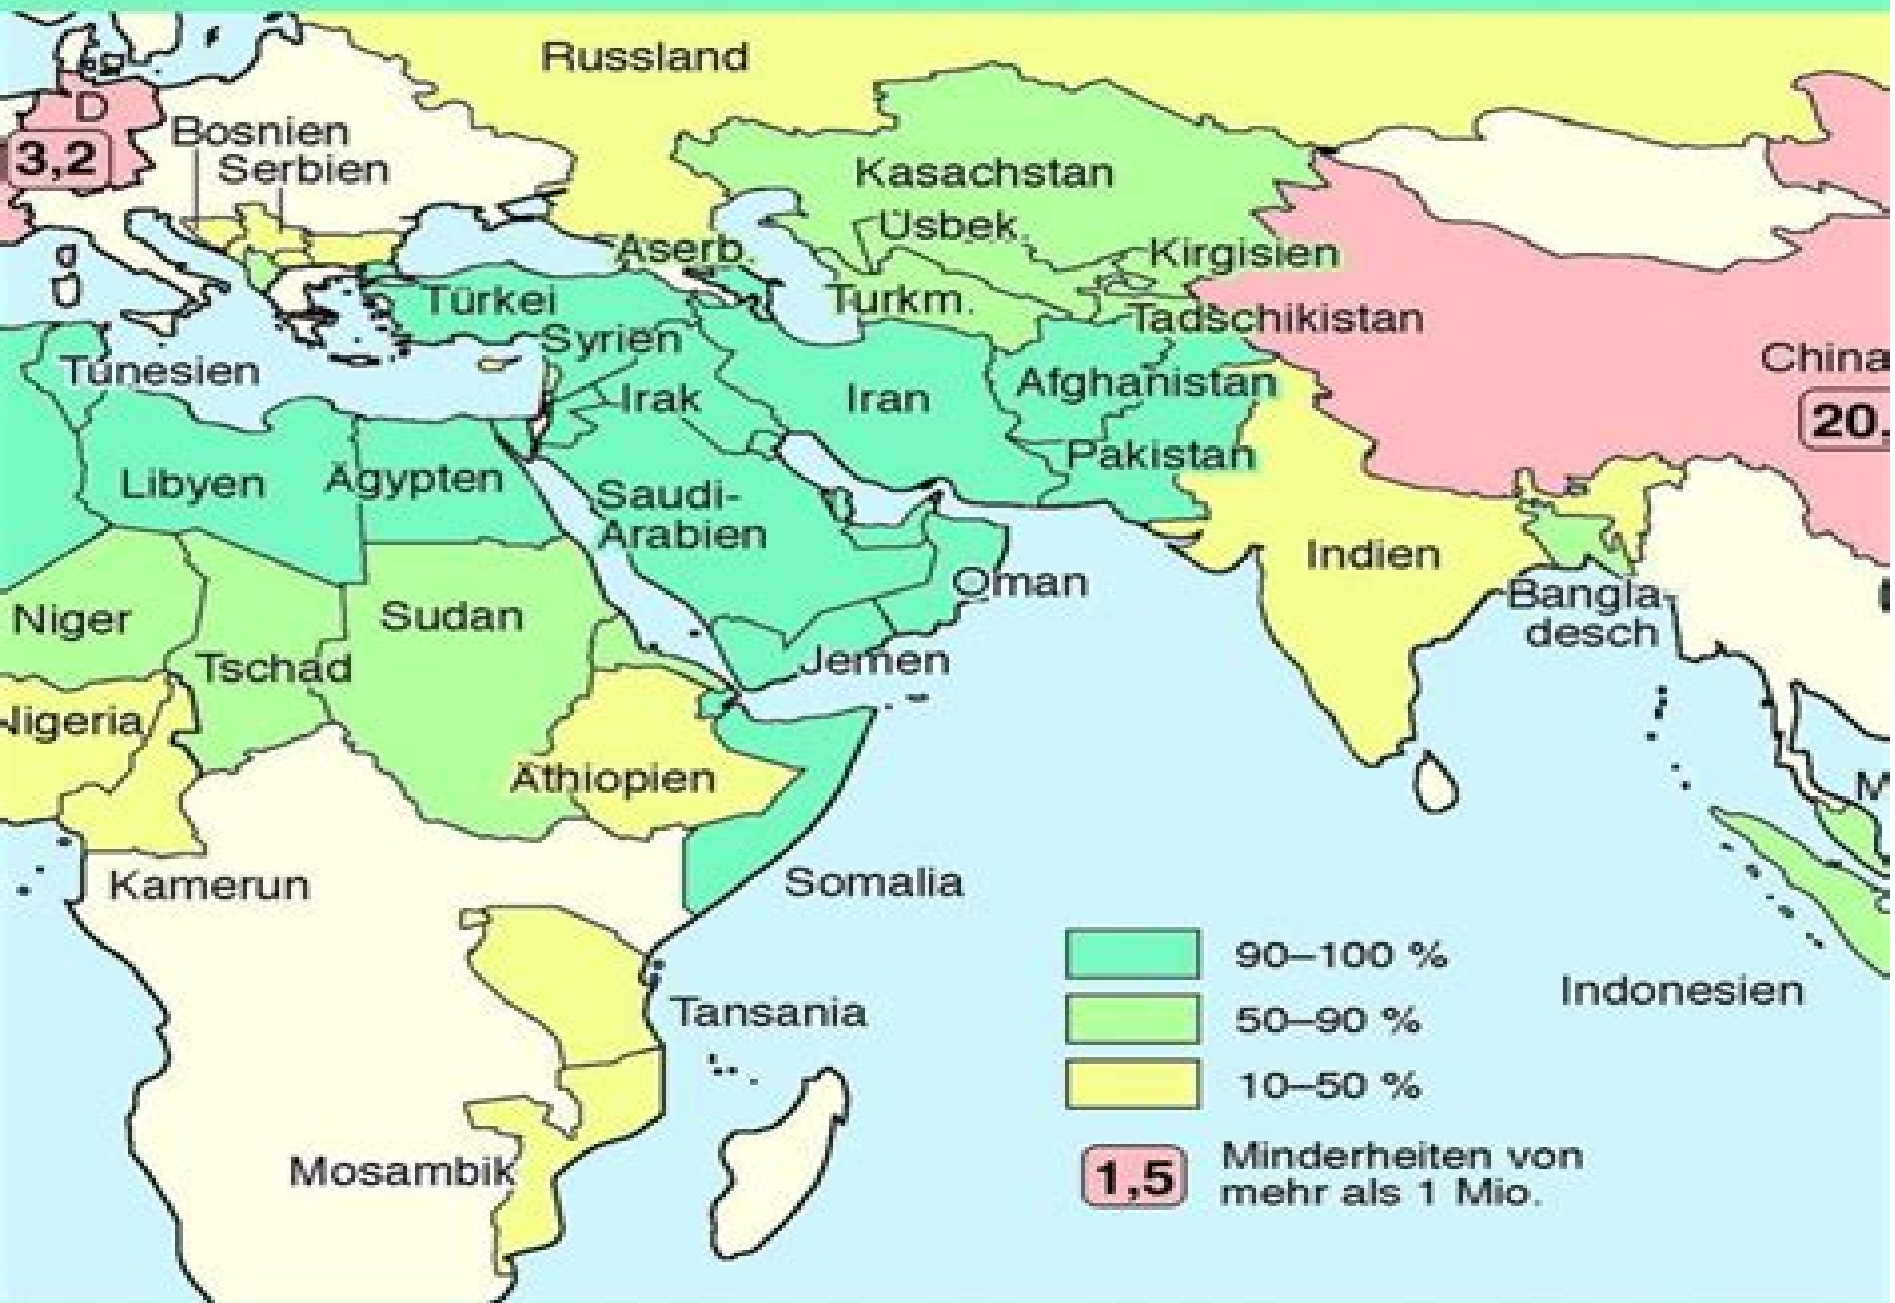 Russland
D
Bosnien
3,2
Serbien
Kasachstan
Usbek.
Aserb.
Kirgisien
Türkei
Turkm.
Tadschikistan
Syrien
China
Tunesien
Irak
Iran
Afghanistan
20.
Pakistan
Libyen
Ägypten
Saudi-
Arabien
Indien
Oman
Bangla-
desch
Niger
Sudan
Tschad
Jemen
Nigeria
Äthiopien
M
Kamerun
Somalia
90–100 %
Indonesien
Tansania
50–90 %
10–50 %
Mosambik
1,5
Minderheiten von
mehr als 1 Mio.